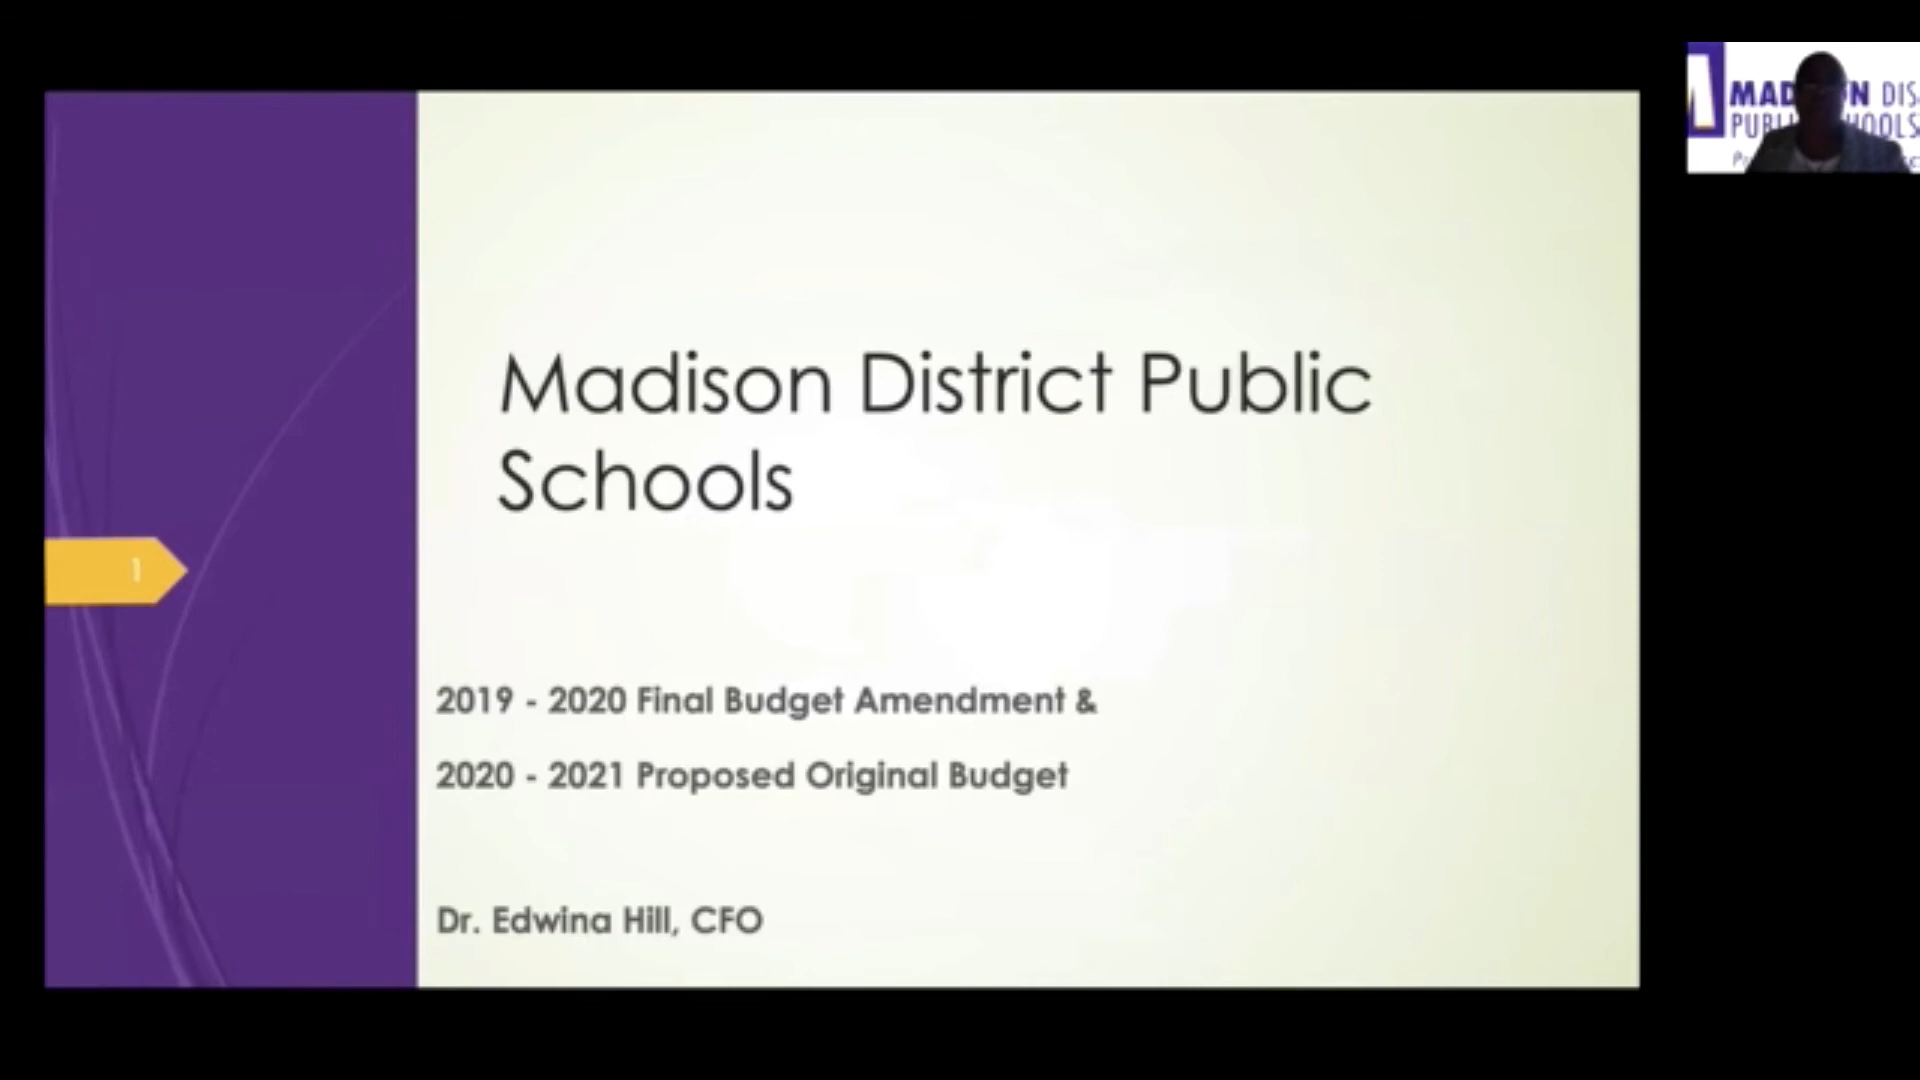 Madison District Public
Schools
1
2019 - 2020 Final Budget Amendment &
2020 - 2021 Proposed Original Budget
Dr. Edwina Hill, CFO